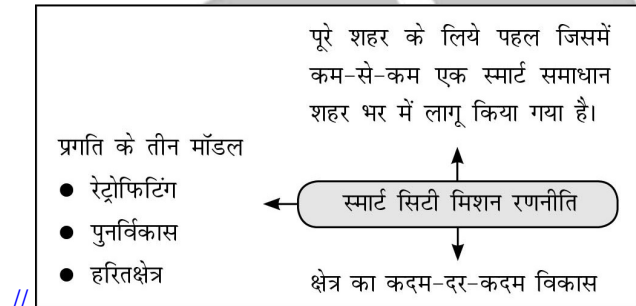 पूरे शहर के लिये पहल जिसमें
कम-से-कम एक स्मार्ट समाधान
शहर भर में लागू किया गया है।
प्रगति के तीन मॉडल
● रेट्रोफिटिंग
● पुनर्विकास
● हरितक्षेत्र
स्मार्ट सिटी मिशन रणनीति
क्षेत्र का कदम-दर-कदम विकास
//